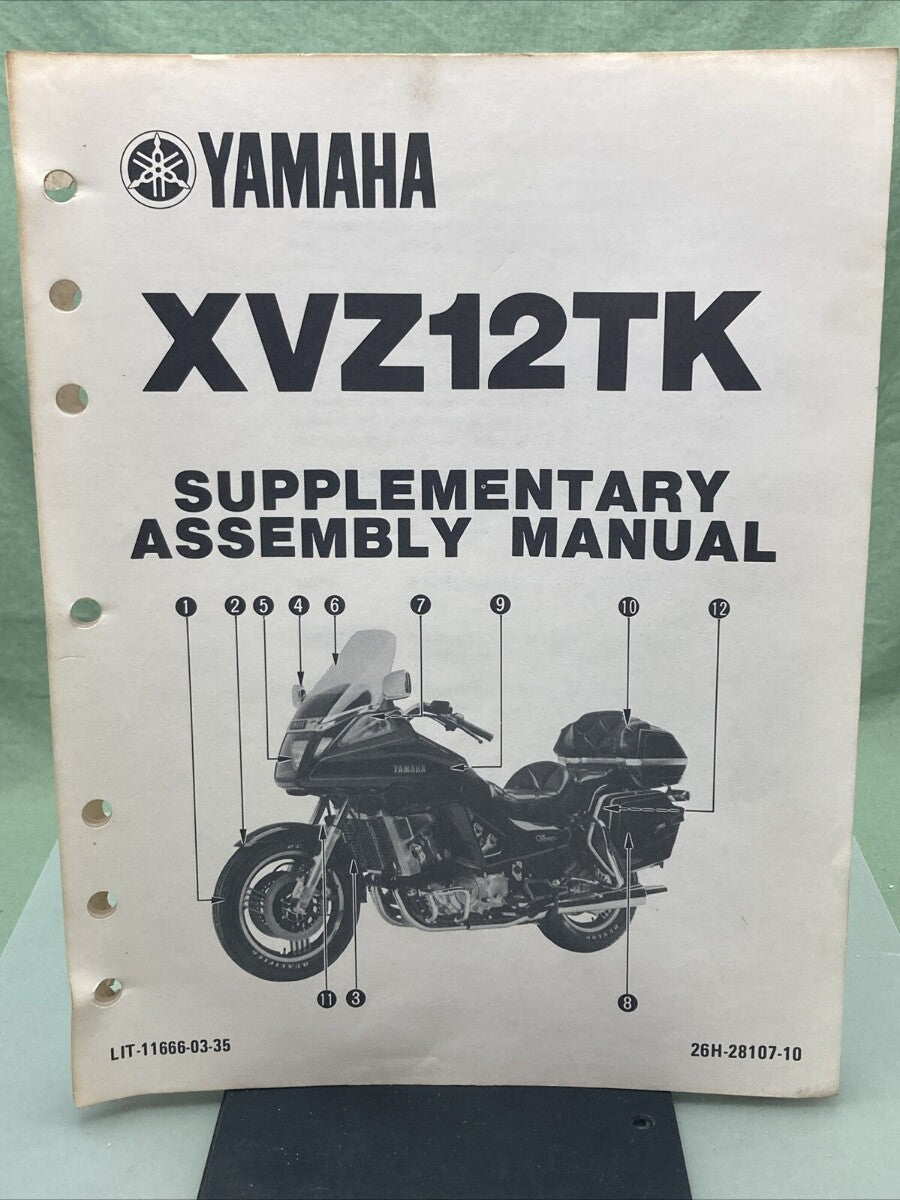 YAMAHA
XVZ12TK
SUPPLEMENTARY
ASSEMBLY MANUAL
1 2 5 4 6 7 9 10 12
YAMAHA
DUNLOP
11 3 8
LIT-11666-03-35
26H-28107-10